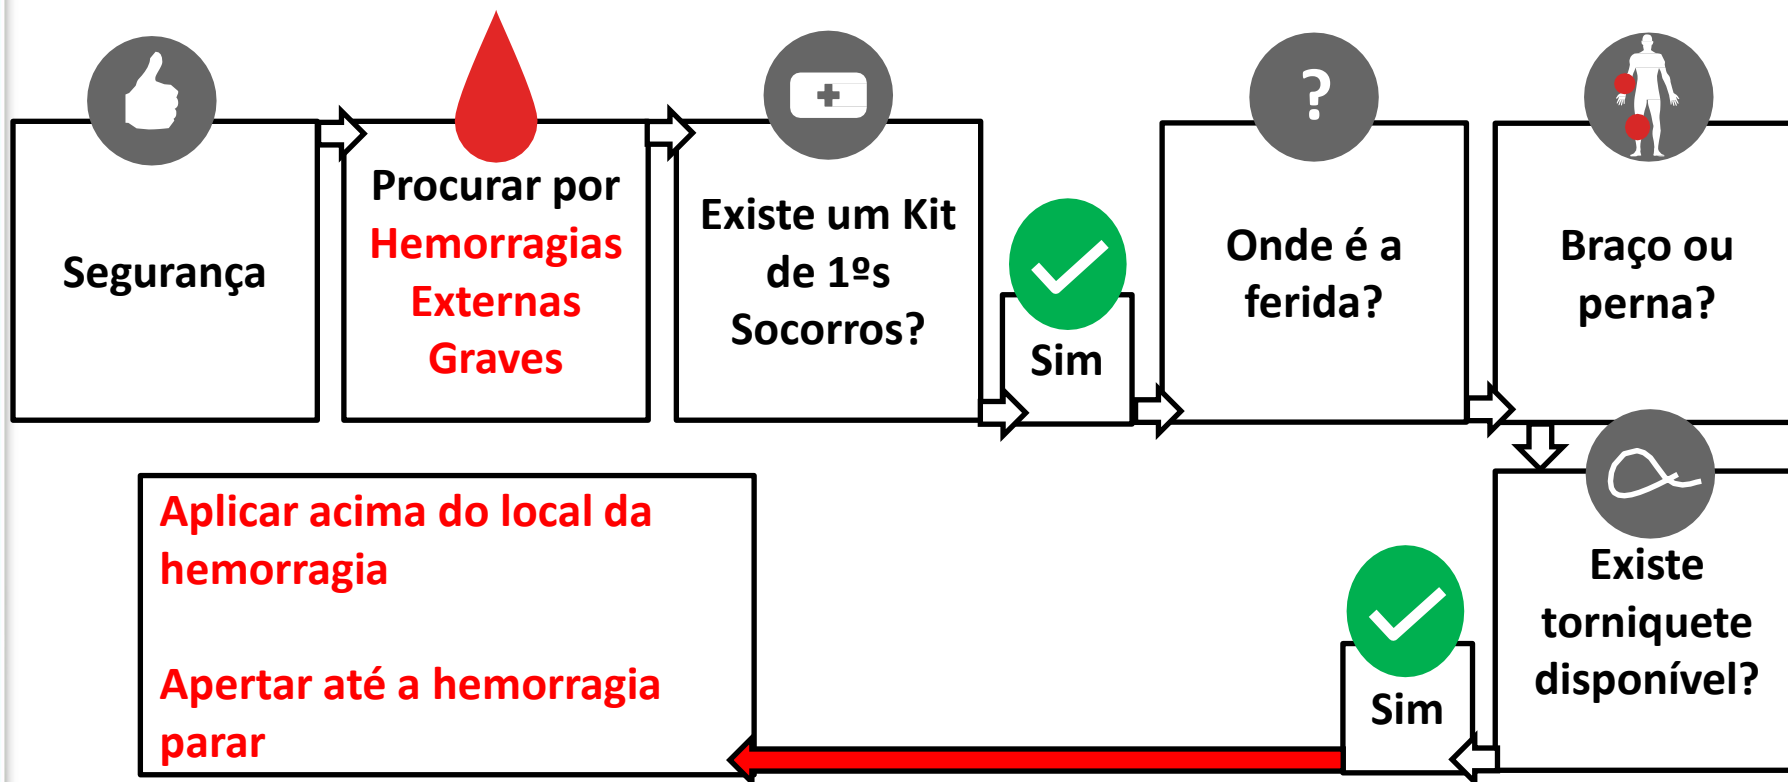 Segurança
Procurar por
Hemorragias
Externas
Graves
Existe um Kit
de 1ºs
Socorros?
Sim
?
Onde é a
ferida?
Braço ou
perna?
Existe
torniquete
disponível?
Sim
Aplicar acima do local da
hemorragia
Apertar até a hemorragia
parar